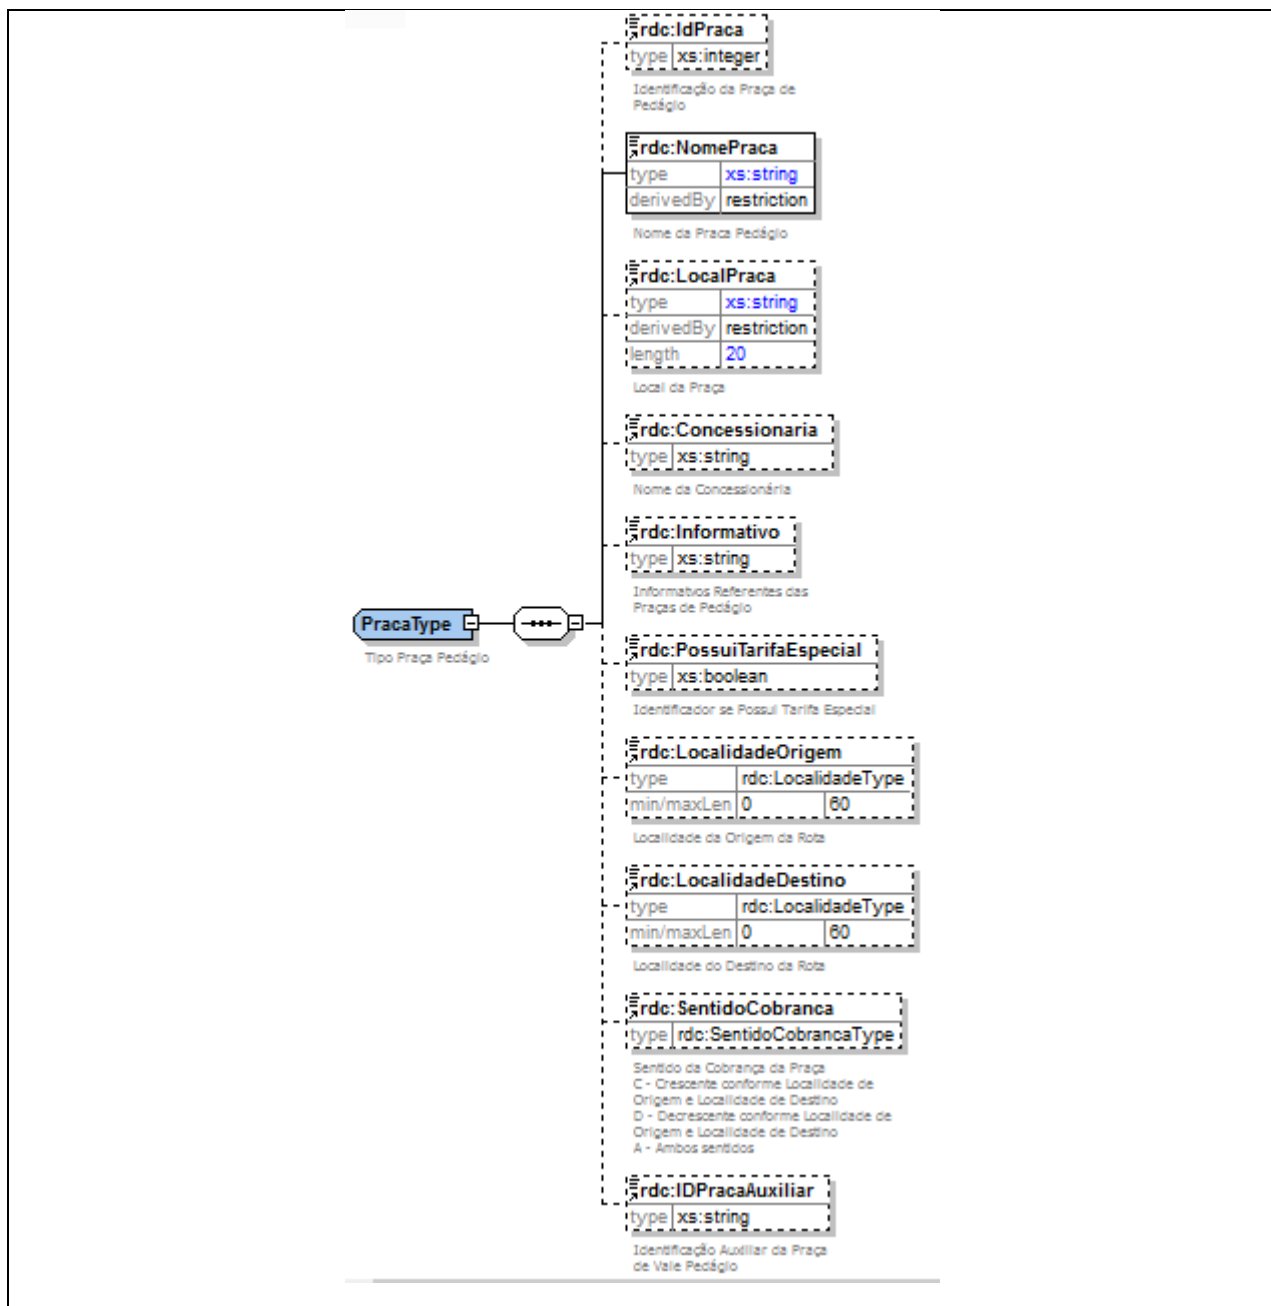 rdc:IdPraca
type xs:integer
Identificação da Praça de
Pedágio
rdc:NomePraca
type xs:string
derivedBy restriction
Nome da Praca Pedágio
rdc:LocalPraca
type xs:string
derivedBy restriction
length 20
Local da Praça
rdc:Concessionaria
type xs:string
Nome da Concessionária
rdc:Informativo
type xs:string
Informativos Referentes das
Praças de Pedágio
PracaType
Tipo Praça Pedágio
rdc:PossuiTarifaEspecial
type xs:boolean
Identificador se Possui Tarifa Especial
rdc:LocalidadeOrigem
type rdc:LocalidadeType
min/maxLen 0 60
Localidade da Origem da Rota
rdc:LocalidadeDestino
type rdc:LocalidadeType
min/maxLen 0 60
Localidade do Destino da Rota
rdc:SentidoCobranca
type rdc:SentidoCobrancaType
Sentido da Cobrança da Praça
C - Crescente conforme Localidade de
Origem e Localidade de Destino
D - Decrescente conforme Localidade de
Origem e Localidade de Destino
A - Ambos sentidos
rdc:IDPracaAuxiliar
type xs:string
Identificação Auxiliar da Praça
de Vale Pedágio